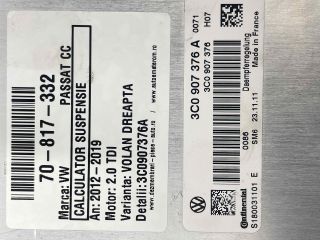 70-817-332
Marca: VW PASSAT CC
CALCULATOR SUSPENSIE
An: 2012-2019
Motor: 2.0 TDI
Varianta: VOLAN DREAPTA
Detalii: 3C0907376A
0071 H07
3C0 907 376 A
3C0 907 376
Daempferregelung
Made in France
0086 SM6 23.11.11
Continental
S180031101 E